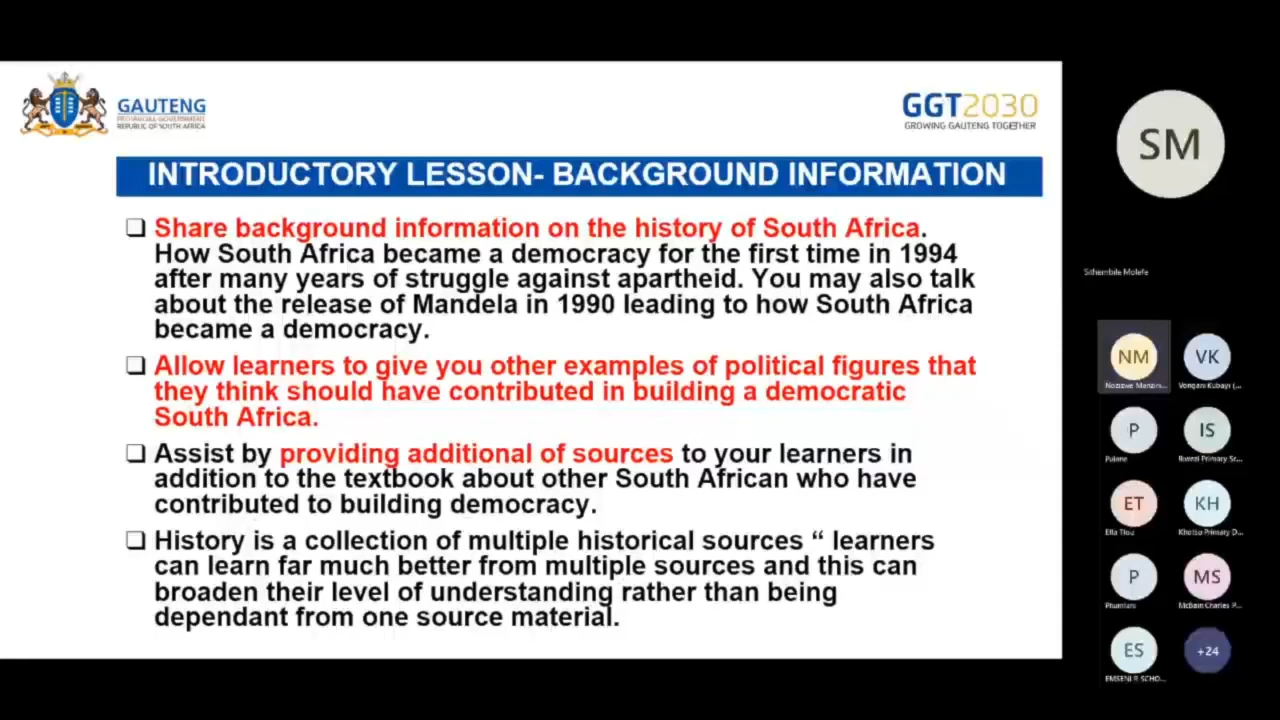 GAUTENG
PROVINCIAL GOVERNMENT
REPUBLIC OF SOUTH AFRICA
GGT2030
GROWING GAUTENG TOGETHER
INTRODUCTORY LESSON- BACKGROUND INFORMATION
❑ Share background information on the history of South Africa.
How South Africa became a democracy for the first time in 1994
after many years of struggle against apartheid. You may also talk
about the release of Mandela in 1990 leading to how South Africa
became a democracy.
❑ Allow learners to give you other examples of political figures that
they think should have contributed in building a democratic
South Africa.
❑ Assist by providing additional of sources to your learners in
addition to the textbook about other South African who have
contributed to building democracy.
❑ History is a collection of multiple historical sources “ learners
can learn far much better from multiple sources and this can
broaden their level of understanding rather than being
dependant from one source material.
SM
Sithembile Molefe
NM
VK
Vongani Kubayi (...
P
IS
Pulane
Primary Sc...
ET
KH
Ella
Khotso Primary D...
P
MS
Phumlani
McBain Charles P...
ES
+24
EMSENI P. SCHO...